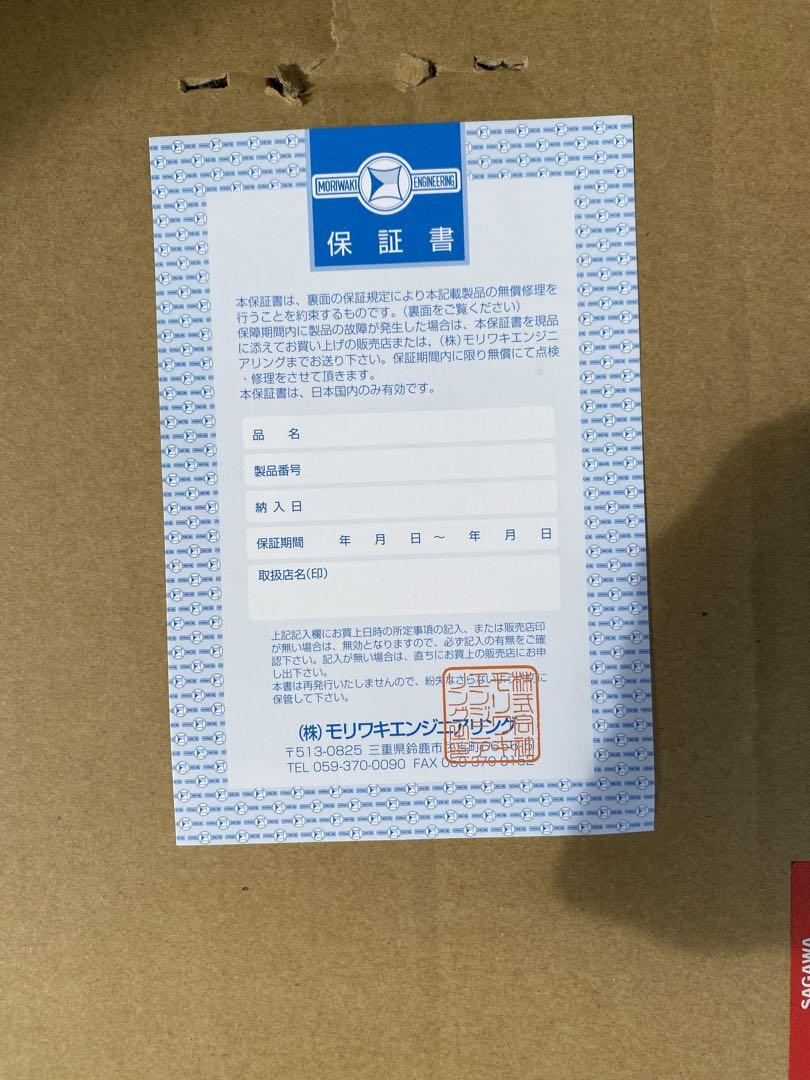 MORIWAKI ENGINEERING
保証書
本保証書は、裏面の保証規定により本記載製品の無償修理を
行うことを約束するものです。(裏面をご覧ください)
保障期間内に製品の故障が発生した場合は、本保証書を現品
に添えてお買い上げの販売店または、(株)モリワキエンジニ
アリングまでお送り下さい。保証期間内に限り無償にて点検
・修理をさせて頂きます。
本保証書は、日本国内のみ有効です。
品 名
製品番号
納入日
保証期間 年 月 日 ~ 年 月 日
取扱店名(印)
上記記入欄にお買上日時の所定事項の記入、または販売店印
が無い場合は、無効となりますので、必ず記入の有無をご確
認下さい。記入が無い場合は、直ちにお買上の販売店にお申
し出下さい。
本書は再発行いたしませんので、紛失なさらない
保管して下さい。
(株)モリワキエンジニアリング
〒513-0825 三重県鈴鹿市
TEL 059-370-0090 FAX
株式会社モリワキエンジニアリング
SAGAWA